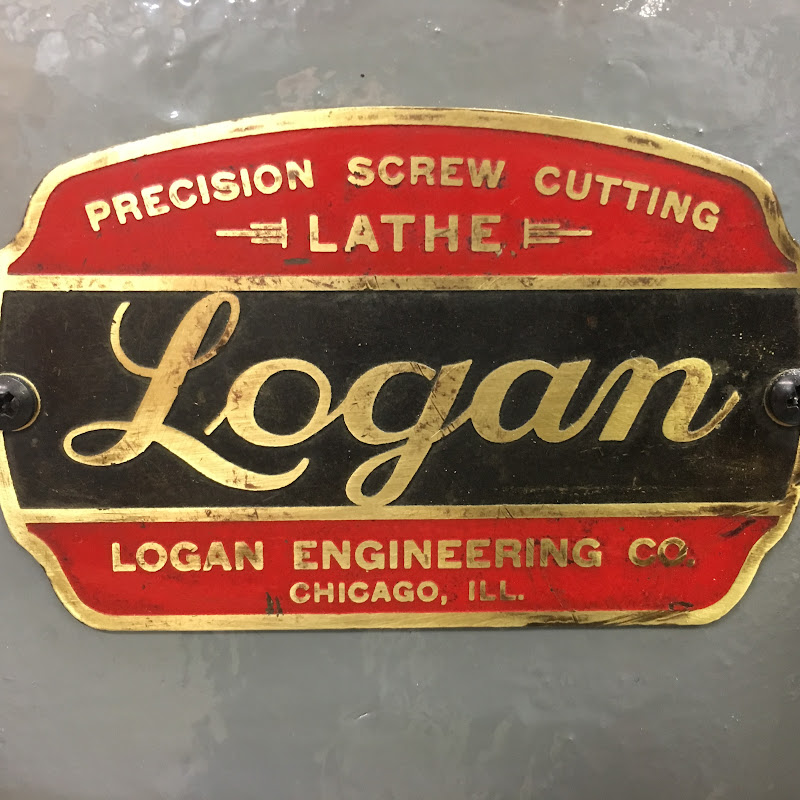 PRECISION SCREW CUTTING
LATHE
Logan
LOGAN ENGINEERING CO.
CHICAGO, ILL.